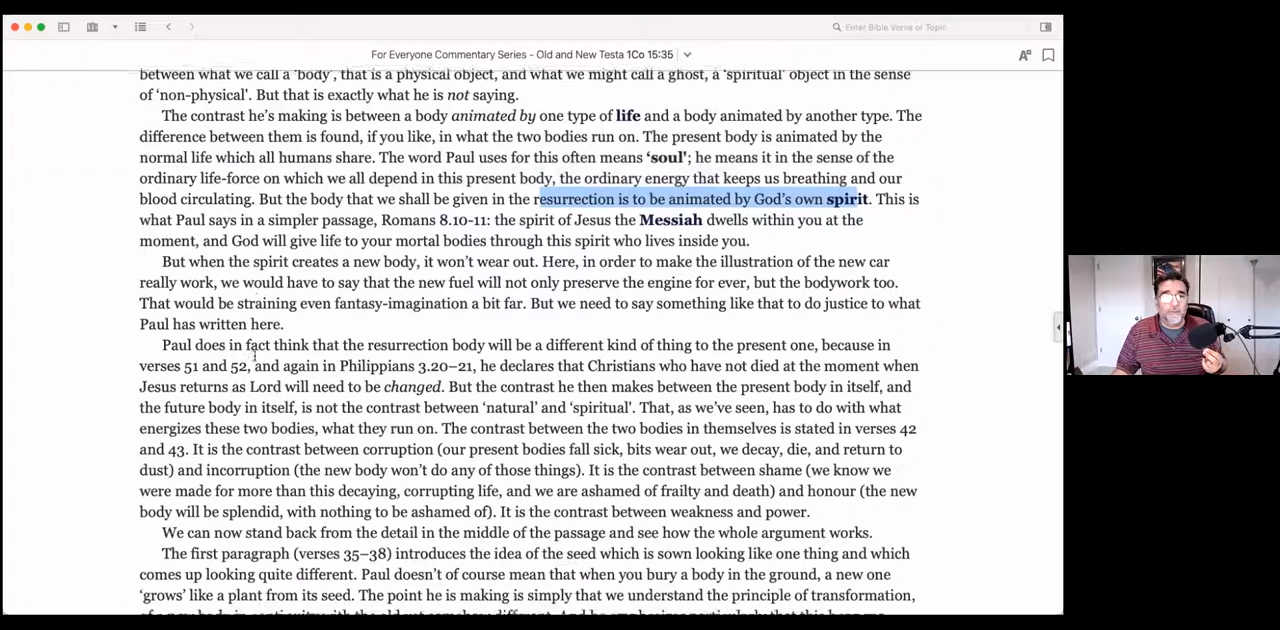 Enter Bible Verse or Topic
For Everyone Commentary Series - Old and New Testa 1Co 15:35
between what we call a 'body', that is a physical object, and what we might call a ghost, a 'spiritual' object in the sense
of 'non-physical'. But that is exactly what he is not saying.
The contrast he's making is between a body animated by one type of life and a body animated by another type. The
difference between them is found, if you like, in what the two bodies run on. The present body is animated by the
normal life which all humans share. The word Paul uses for this often means 'soul'; he means it in the sense of the
ordinary life-force on which we all depend in this present body, the ordinary energy that keeps us breathing and our
blood circulating. But the body that we shall be given in the resurrection is to be animated by God's own spirit. This is
what Paul says in a simpler passage, Romans 8.10-11: the spirit of Jesus the Messiah dwells within you at the
moment, and God will give life to your mortal bodies through this spirit who lives inside you.
But when the spirit creates a new body, it won't wear out. Here, in order to make the illustration of the new car
really work, we would have to say that the new fuel will not only preserve the engine for ever, but the bodywork too.
That would be straining even fantasy-imagination a bit far. But we need to say something like that to do justice to what
Paul has written here.
Paul does in fact think that the resurrection body will be a different kind of thing to the present one, because in
verses 51 and 52, and again in Philippians 3.20–21, he declares that Christians who have not died at the moment when
Jesus returns as Lord will need to be changed. But the contrast he then makes between the present body in itself, and
the future body in itself, is not the contrast between 'natural' and 'spiritual'. That, as we've seen, has to do with what
energizes these two bodies, what they run on. The contrast between the two bodies in themselves is stated in verses 42
and 43. It is the contrast between corruption (our present bodies fall sick, bits wear out, we decay, die, and return to
dust) and incorruption (the new body won't do any of those things). It is the contrast between shame (we know we
were made for more than this decaying, corrupting life, and we are ashamed of frailty and death) and honour (the new
body will be splendid, with nothing to be ashamed of). It is the contrast between weakness and power.
We can now stand back from the detail in the middle of the passage and see how the whole argument works.
The first paragraph (verses 35–38) introduces the idea of the seed which is sown looking like one thing and which
comes up looking quite different. Paul doesn't of course mean that when you bury a body in the ground, a new one
'grows' like a plant from its seed. The point he is making is simply that we understand the principle of transformation,